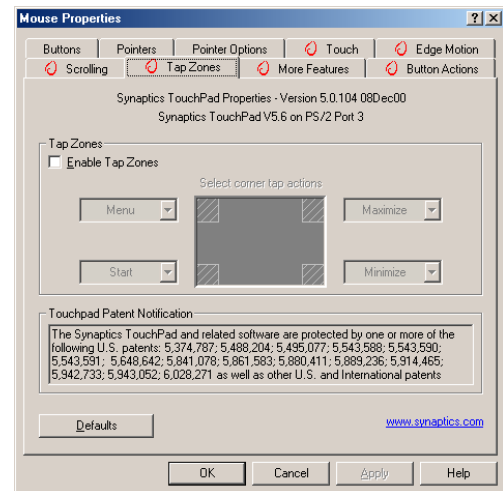 Mouse Properties
Buttons Pointers Pointer Options Touch Edge Motion
Scrolling Tap Zones More Features Button Actions
Synaptics TouchPad Properties - Version 5.0.104 08Dec00
Synaptics TouchPad V5.6 on PS/2 Port 3
Tap Zones
Enable Tap Zones
Select corner tap actions
Menu Maximize
Start Minimize
Touchpad Patent Notification
The Synaptics TouchPad and related software are protected by one or more of the
following U.S. patents: 5,374,787; 5,488,204; 5,495,077; 5,543,588; 5,543,590;
5,543,591; 5,648,642; 5,841,078; 5,861,583; 5,880,411; 5,889,236; 5,914,465;
5,942,733; 5,943,052; 6,028,271 as well as other U.S. and International patents
Defaults www.synaptics.com
OK Cancel Apply Help